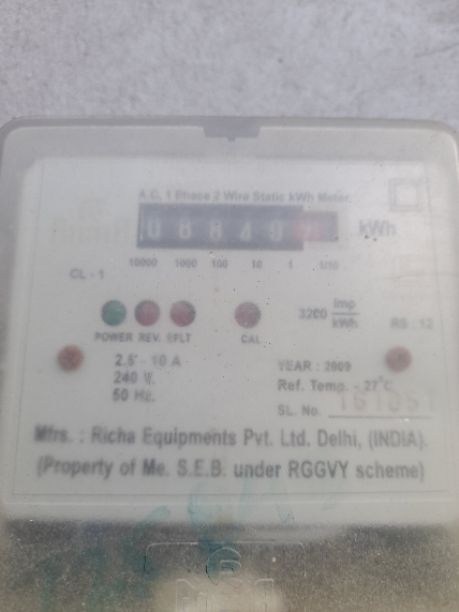 A.C. 1 Phase 2 Wire Static kWh Meter.
kWh
10000 1000 100 10 1 1/10
CL - 1
3200 imp/kWh
RS : 12
POWER REV. EFLT CAL
2.5 - 10 A
240 V.
50 Hz.
YEAR : 2009
Ref. Temp. - 27°C
SL. No.
Mfrs. : Richa Equipments Pvt. Ltd. Delhi, (INDIA).
(Property of Me. S.E.B. under RGGVY scheme)